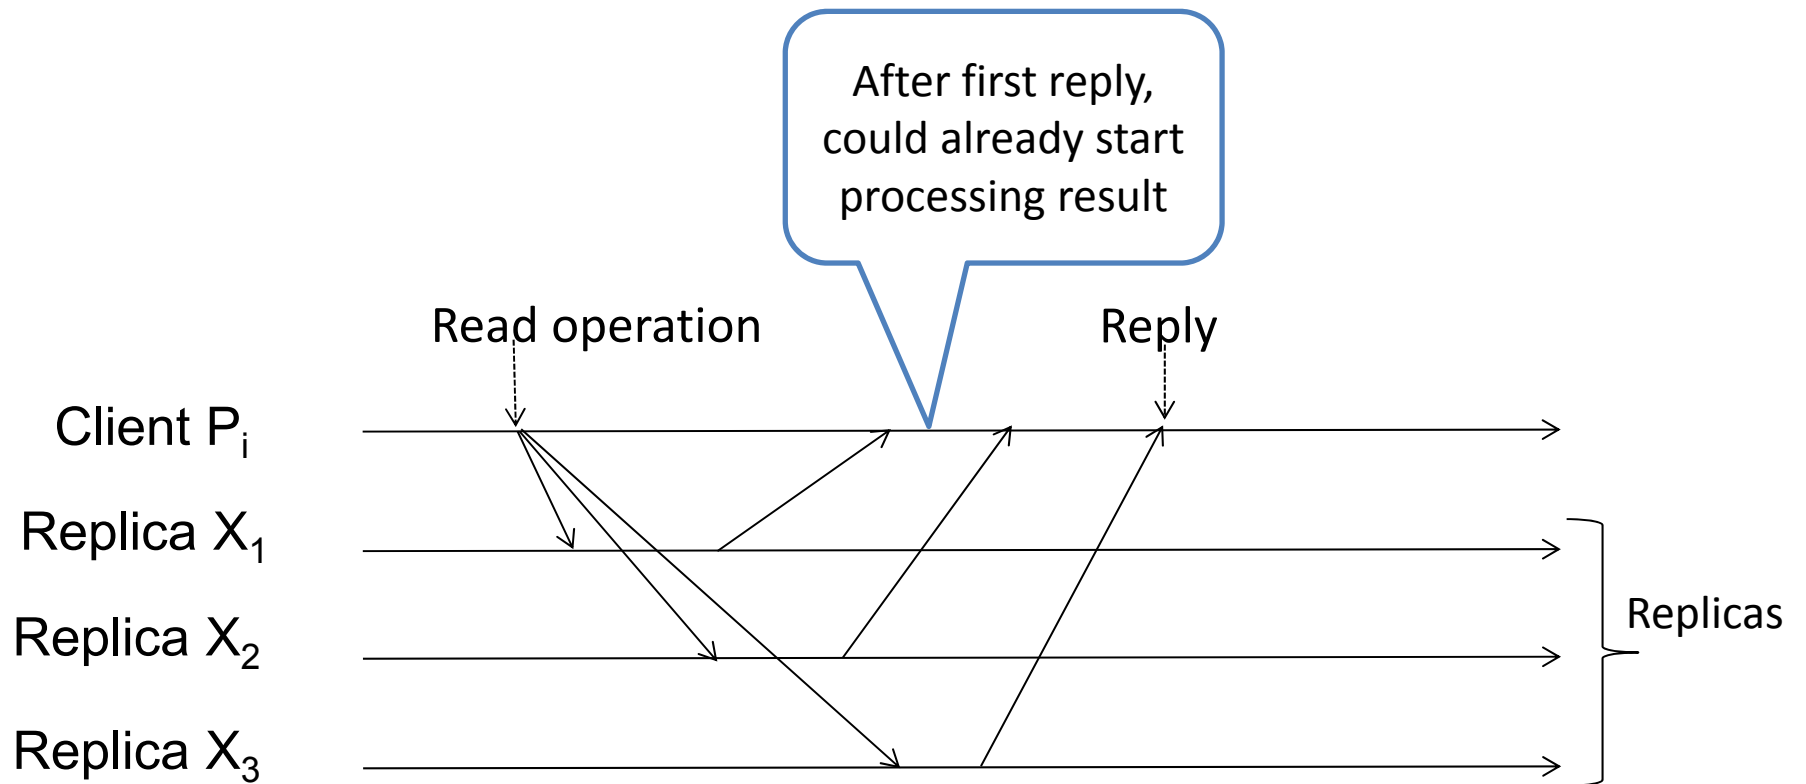 After first reply,
could already start
processing result
Read operation
Reply
Client Pi
Replica X1
Replica X2
Replicas
Replica X3